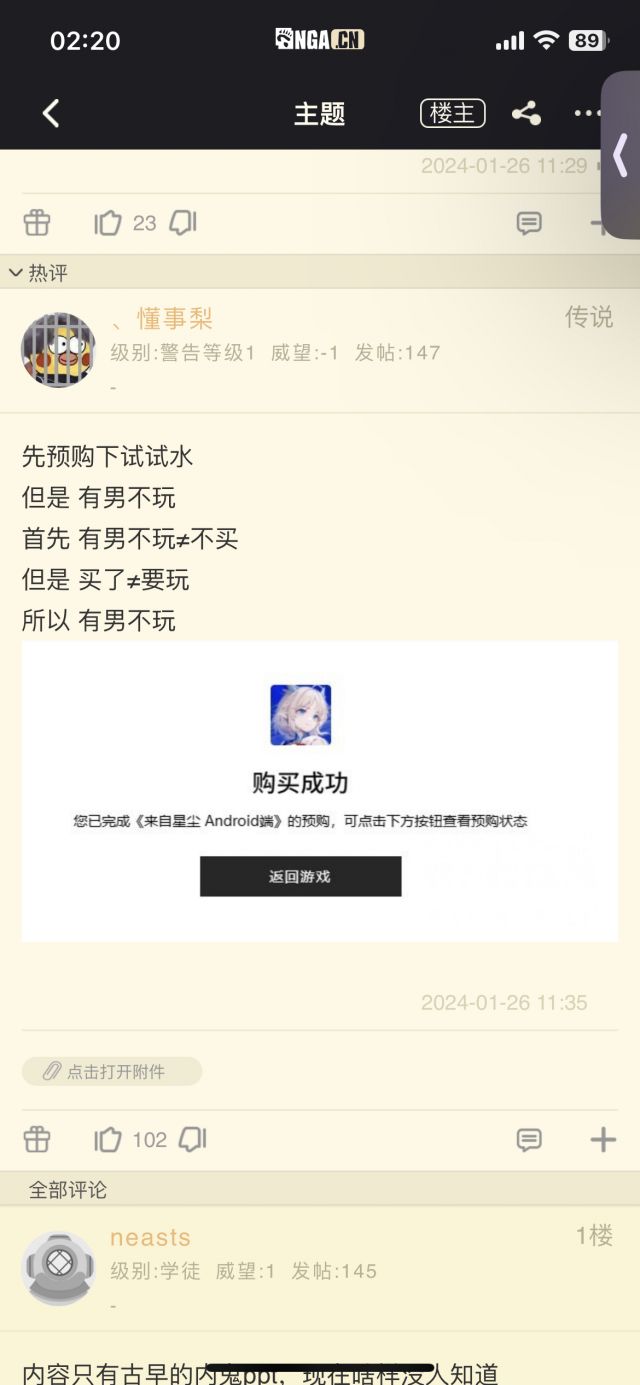 02:20
NGA.CN
89
主题
楼主
2024-01-26 11:29
23
热评
、懂事梨
传说
级别:警告等级1 威望:-1 发帖:147
-
先预购下试试水
但是 有男不玩
首先 有男不玩≠不买
但是 买了≠要玩
所以 有男不玩
购买成功
您已完成《来自星尘 Android端》的预购，可点击下方按钮查看预购状态
返回游戏
2024-01-26 11:35
点击打开附件
102
全部评论
neasts
1楼
级别:学徒 威望:1 发帖:145
-
内容只有古早的内鬼ppt，现在啥样没人知道